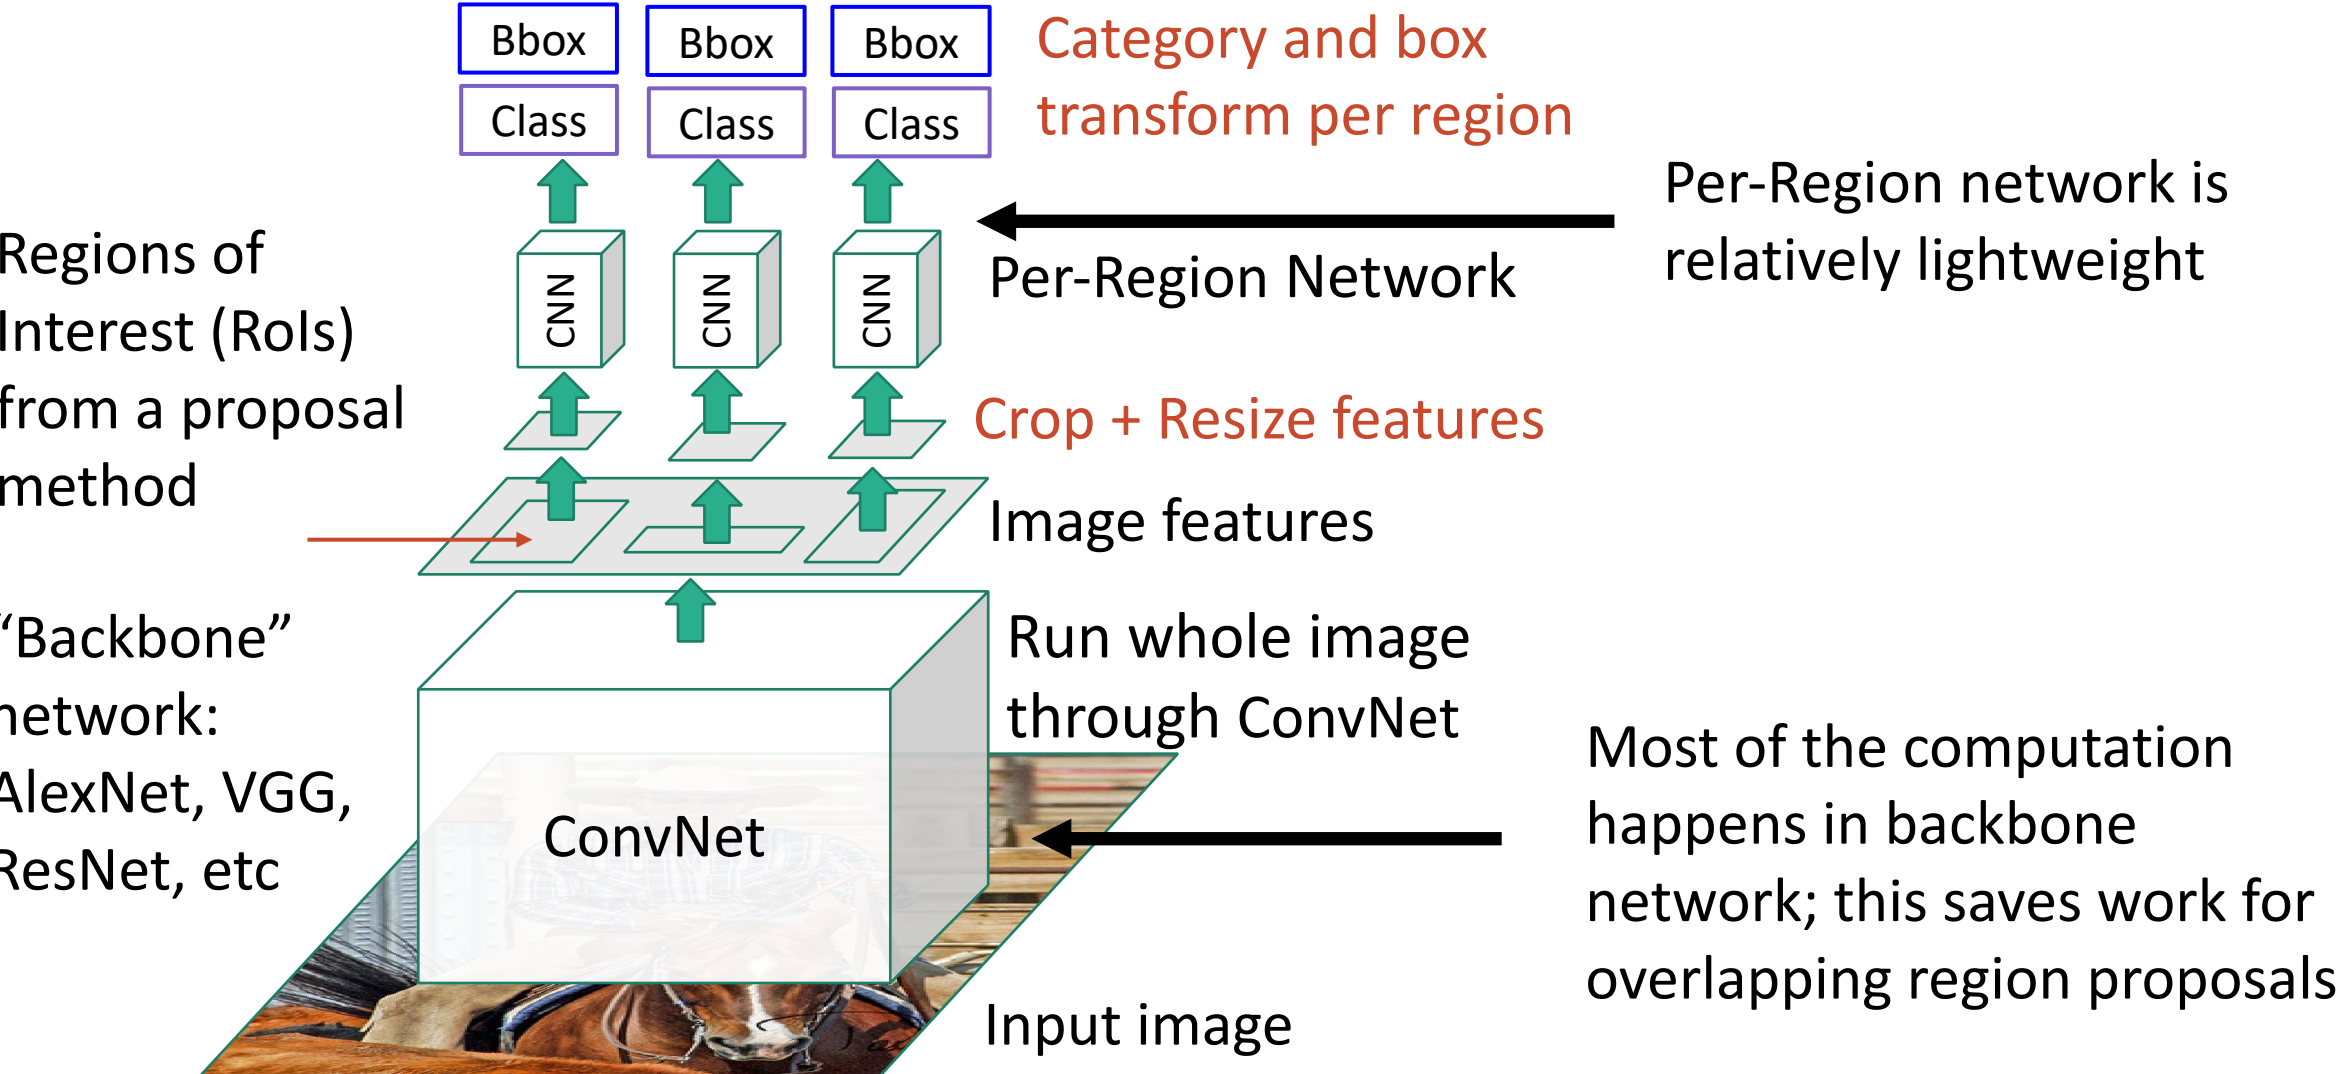 Bbox Bbox Bbox
Class Class Class
Category and box
transform per region
Per-Region network is
relatively lightweight
Regions of
Interest (RoIs)
from a proposal
method
CNN CNN CNN
Per-Region Network
Crop + Resize features
Image features
“Backbone”
network:
AlexNet, VGG,
ResNet, etc
Run whole image
through ConvNet
ConvNet
Most of the computation
happens in backbone
network; this saves work for
overlapping region proposals
Input image